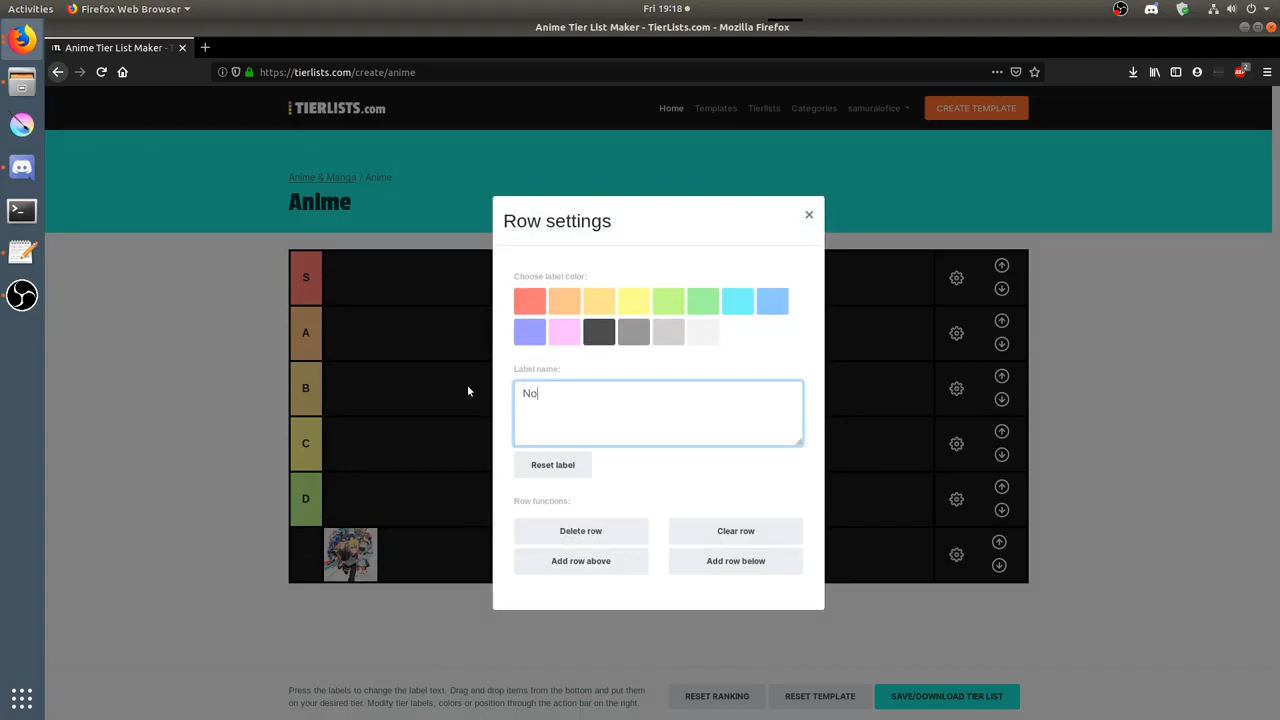 Activities
Firefox Web Browser
Fri 19:18
Anime Tier List Maker - TierLists.com - Mozilla Firefox
TL
Anime Tier List Maker - Tier
https://tierlists.com/create/anime
2
TIERLISTS.com
Home
Templates
Tierlists
Categories
samuralofice
CREATE TEMPLATE
Anime & Manga / Anime
Anime
Row settings
Choose label color:
Label name:
No
Reset label
Row functions:
Delete row
Clear row
Add row above
Add row below
S
A
B
C
D
Press the labels to change the label text. Drag and drop items from the bottom and put them
on your desired tier. Modify tier labels, colors or position through the action bar on the right.
RESET RANKING
RESET TEMPLATE
SAVE/DOWNLOAD TIER LIST